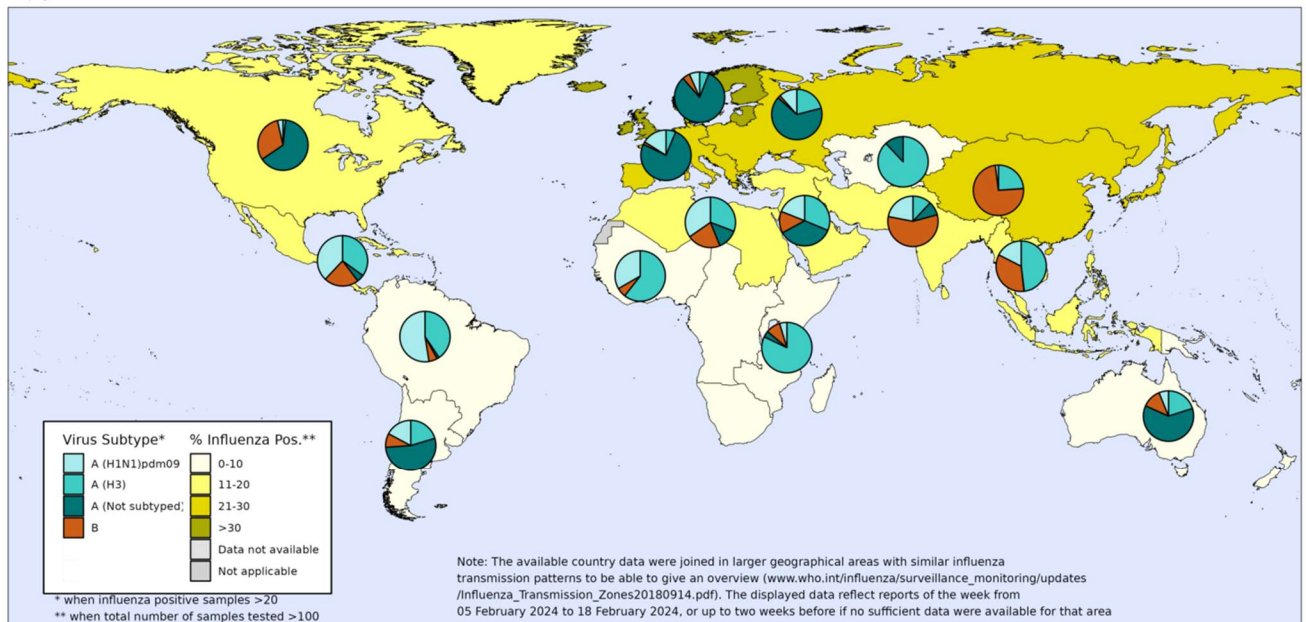 Virus Subtype*
A (H1N1)pdm09
A (H3)
A (Not subtyped)
B
% Influenza Pos.**
0-10
11-20
21-30
>30
Data not available
Not applicable
* when influenza positive samples >20
** when total number of samples tested >100
Note: The available country data were joined in larger geographical areas with similar influenza
transmission patterns to be able to give an overview (www.who.int/influenza/surveillance_monitoring/updates
/Influenza_Transmission_Zones20180914.pdf). The displayed data reflect reports of the week from
05 February 2024 to 18 February 2024, or up to two weeks before if no sufficient data were available for that area